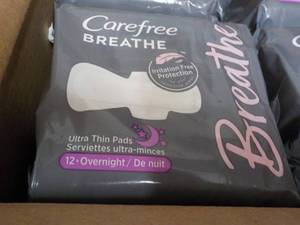 Carefree
BREATHE
Irritation Free
Protection
Breathe
Ultra Thin Pads
Serviettes ultra-minces
12 • Overnight / De nuit